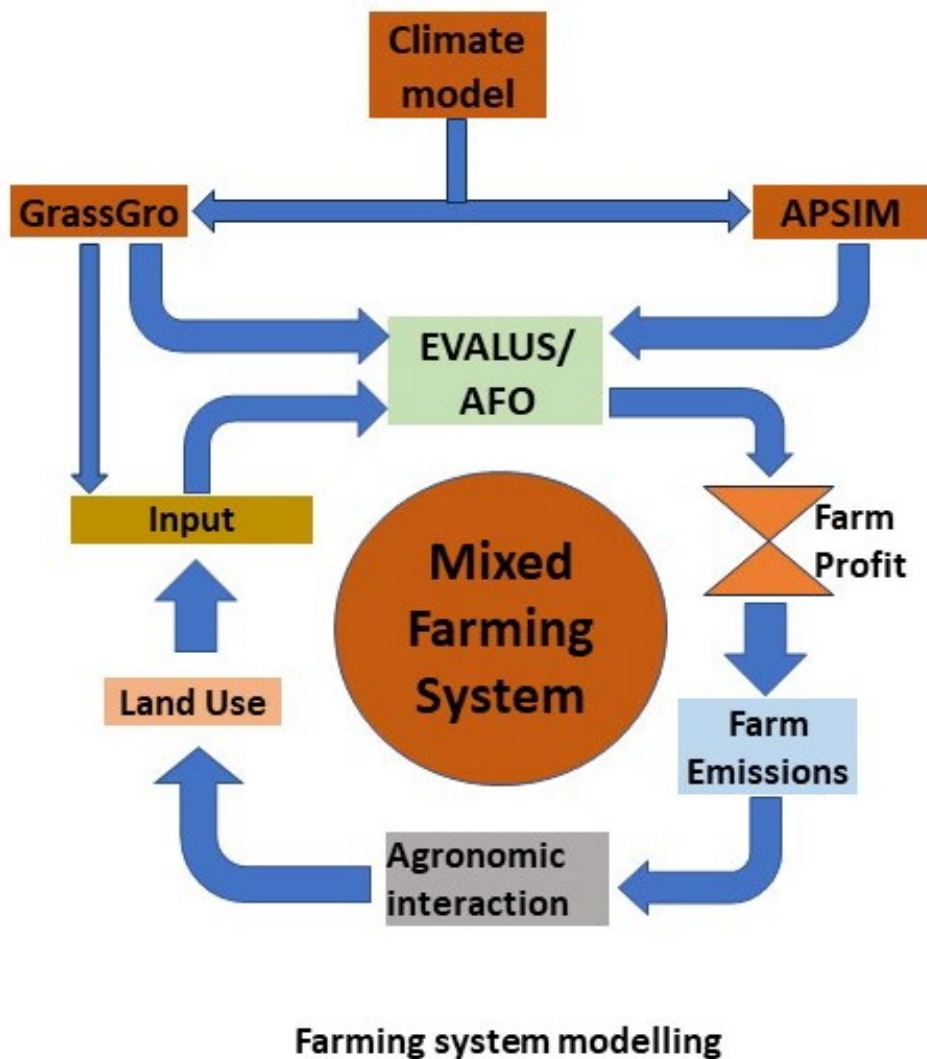 Climate
model
GrassGro
APSIM
EVALUS/
AFO
Input
Farm
Profit
Mixed
Farming
System
Land Use
Farm
Emissions
Agronomic
interaction
Farming system modelling